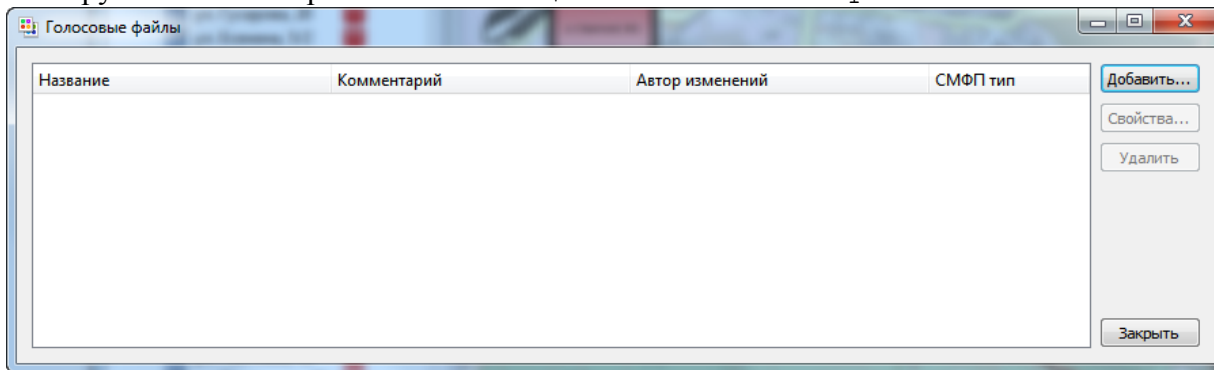 Голосовые файлы
Название Комментарий Автор изменений СМФП тип
Добавить...
Свойства...
Удалить
Закрыть